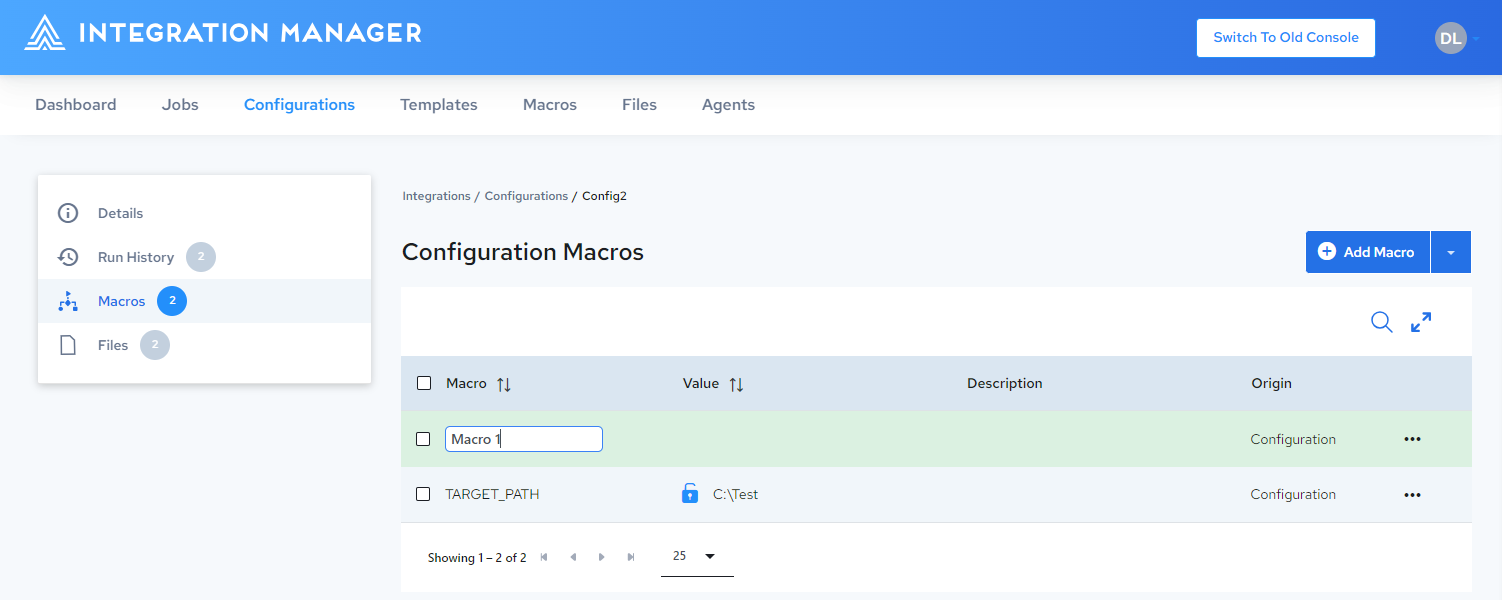 INTEGRATION MANAGER
Switch To Old Console
DL
Dashboard Jobs Configurations Templates Macros Files Agents
Details
Run History 2
Macros 2
Files 2
Integrations / Configurations / Config2
Configuration Macros
Add Macro
Macro Value Description Origin
Macro 1 Configuration
TARGET_PATH C:\Test Configuration
Showing 1 – 2 of 2 25